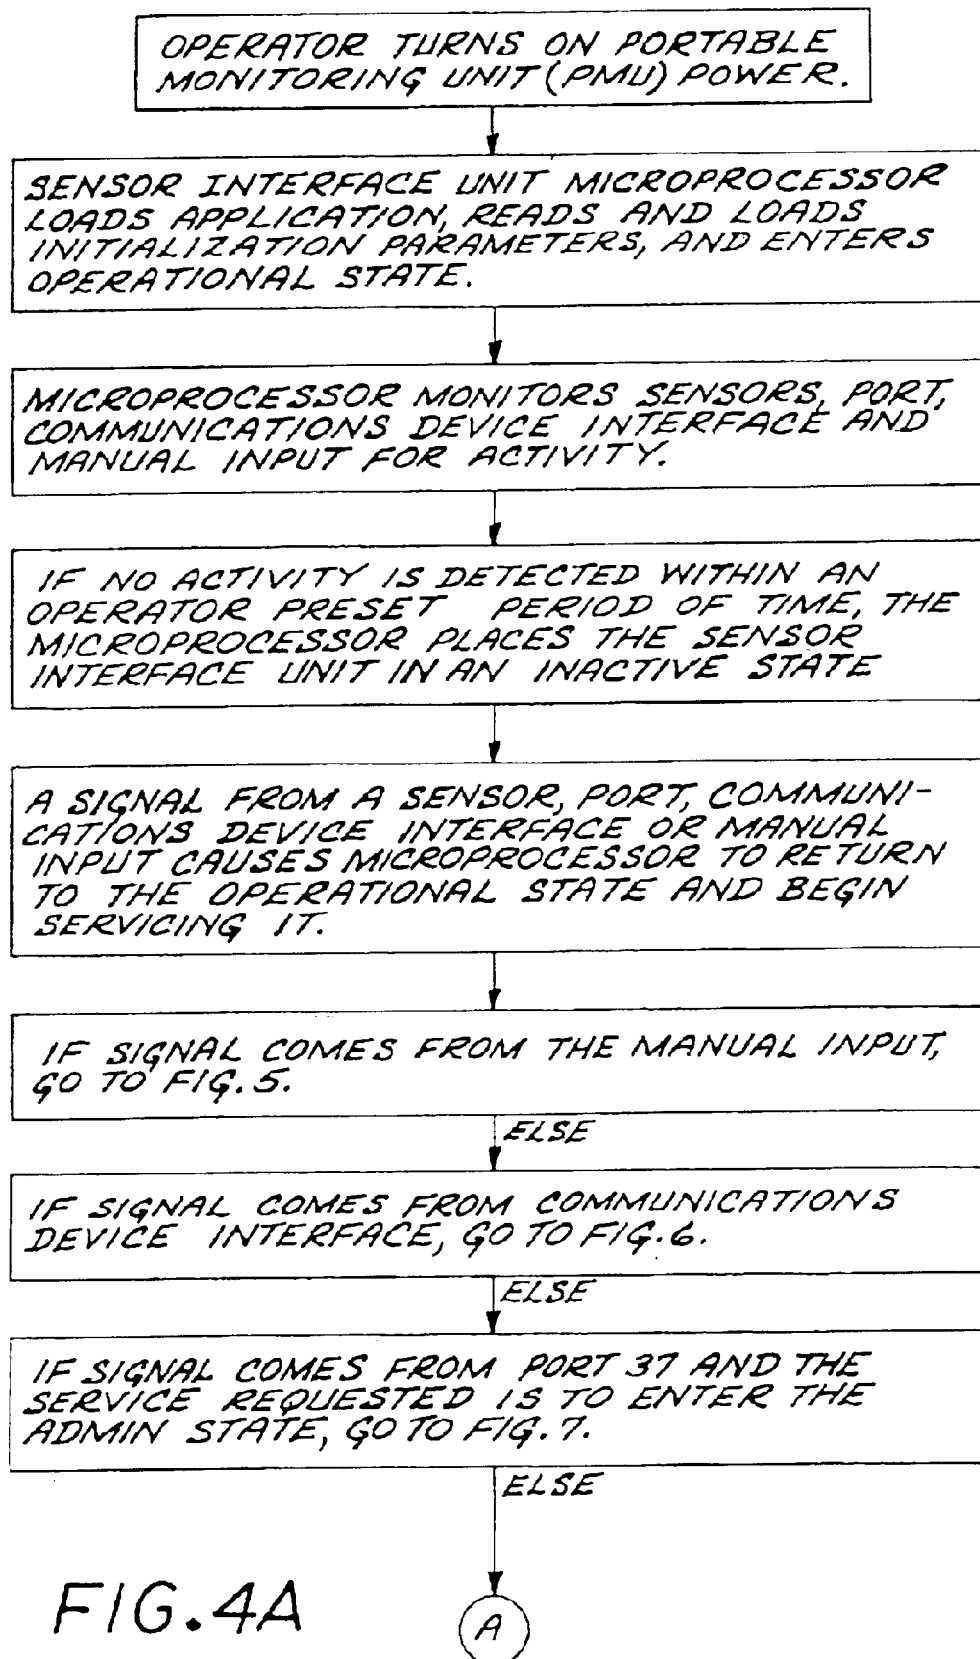 OPERATOR TURNS ON PORTABLE
MONITORING UNIT (PMU) POWER.
SENSOR INTERFACE UNIT MICROPROCESSOR
LOADS APPLICATION, READS AND LOADS
INITIALIZATION PARAMETERS, AND ENTERS
OPERATIONAL STATE.
MICROPROCESSOR MONITORS SENSORS, PORT,
COMMUNICATIONS DEVICE INTERFACE AND
MANUAL INPUT FOR ACTIVITY.
IF NO ACTIVITY IS DETECTED WITHIN AN
OPERATOR PRESET PERIOD OF TIME, THE
MICROPROCESSOR PLACES THE SENSOR
INTERFACE UNIT IN AN INACTIVE STATE
A SIGNAL FROM A SENSOR, PORT, COMMUNI-
CATIONS DEVICE INTERFACE OR MANUAL
INPUT CAUSES MICROPROCESSOR TO RETURN
TO THE OPERATIONAL STATE AND BEGIN
SERVICING IT.
IF SIGNAL COMES FROM THE MANUAL INPUT,
GO TO FIG. 5.
ELSE
IF SIGNAL COMES FROM COMMUNICATIONS
DEVICE INTERFACE, GO TO FIG. 6.
ELSE
IF SIGNAL COMES FROM PORT 37 AND THE
SERVICE REQUESTED IS TO ENTER THE
ADMIN STATE, GO TO FIG. 7.
ELSE
FIG. 4A
A